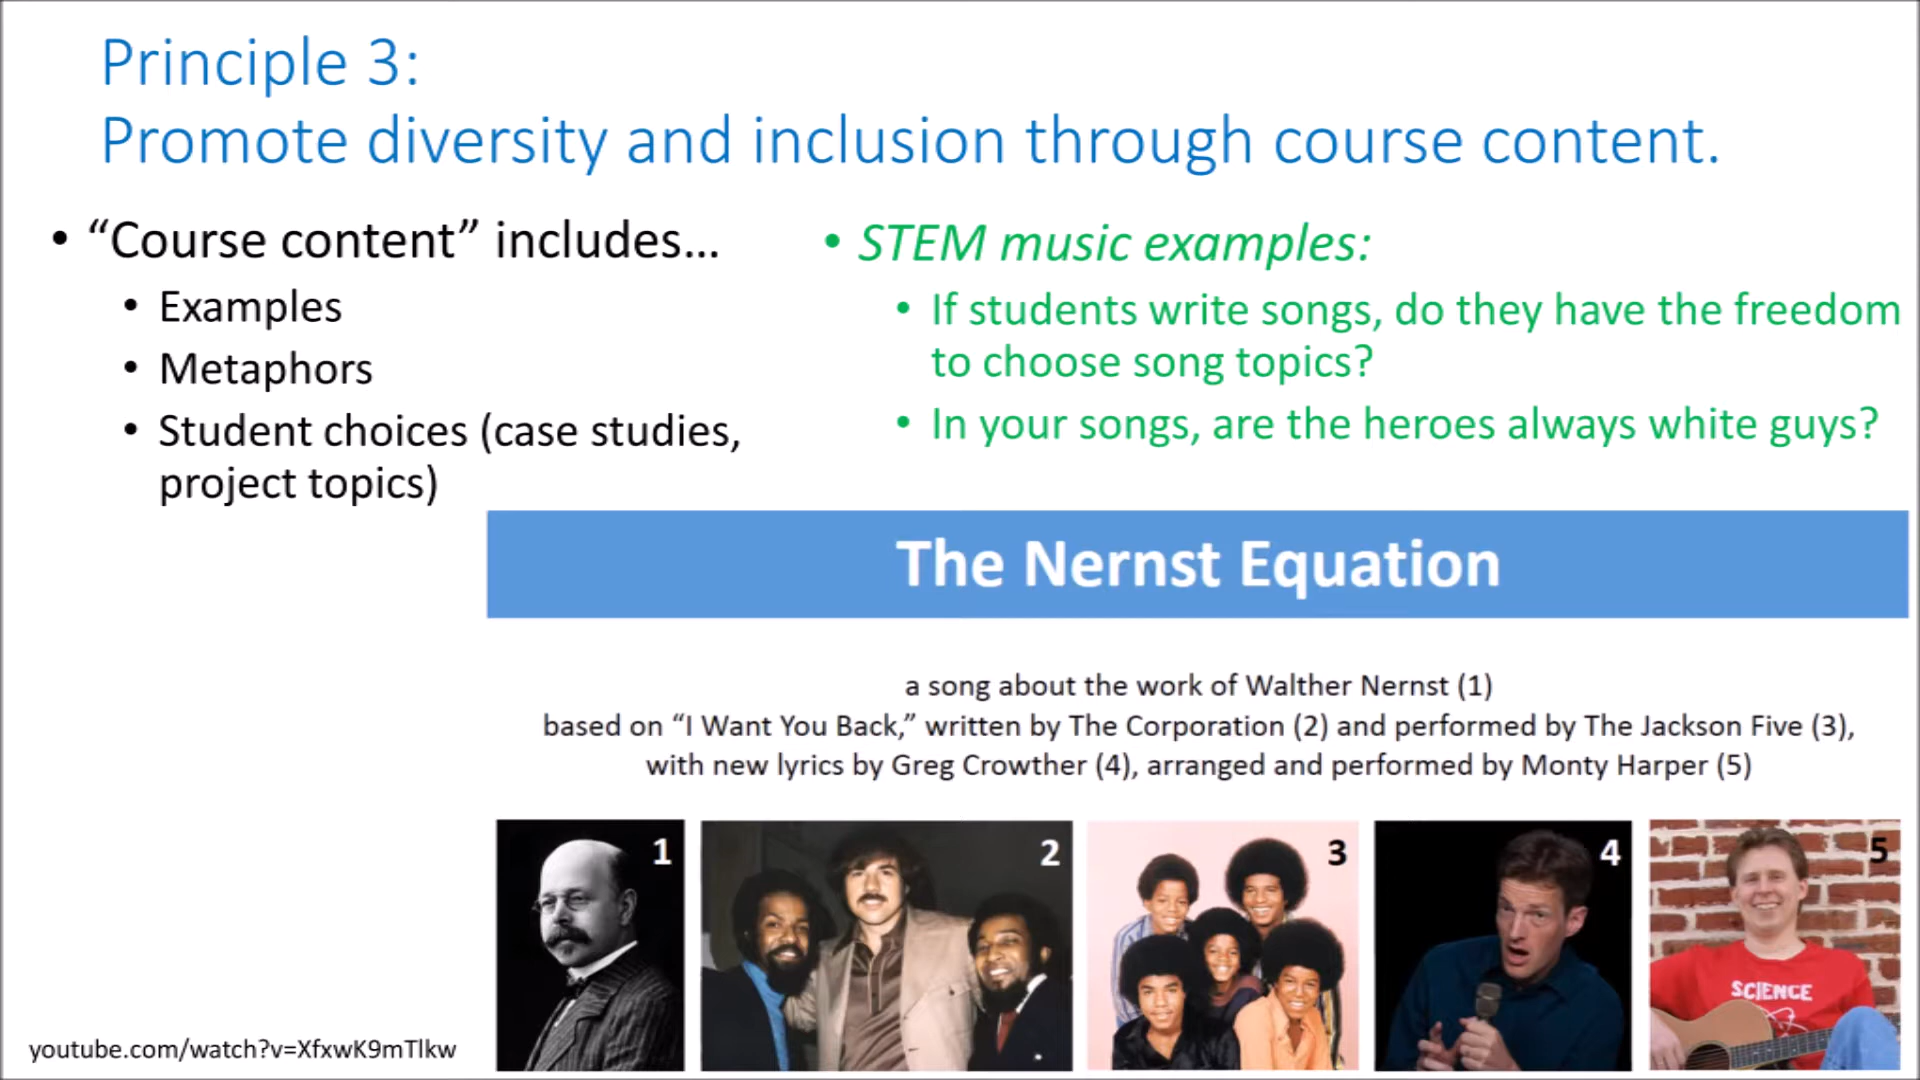 Principle 3:
Promote diversity and inclusion through course content.
• “Course content” includes…
• Examples
• Metaphors
• Student choices (case studies,
project topics)
• STEM music examples:
• If students write songs, do they have the freedom
to choose song topics?
• In your songs, are the heroes always white guys?
The Nernst Equation
a song about the work of Walther Nernst (1)
based on “I Want You Back,” written by The Corporation (2) and performed by The Jackson Five (3),
with new lyrics by Greg Crowther (4), arranged and performed by Monty Harper (5)
1
2
3
4
5
SCIENCE
youtube.com/watch?v=XfxwK9mTlkw